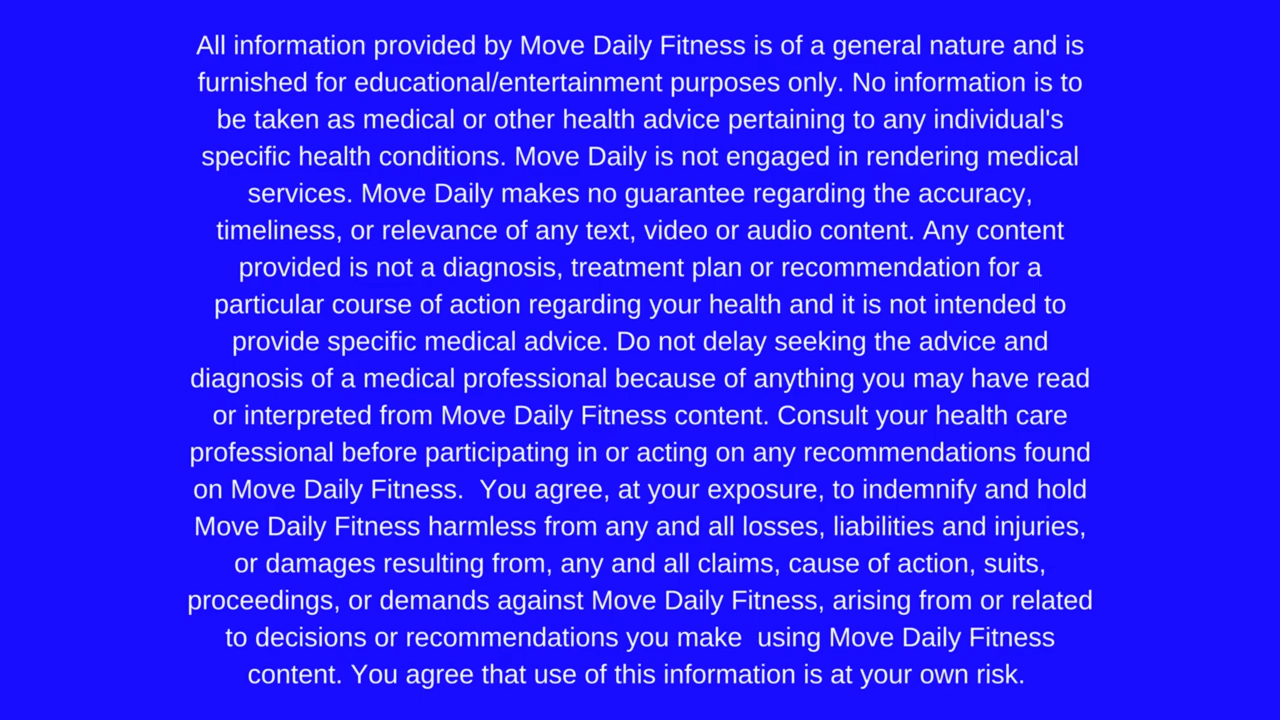 All information provided by Move Daily Fitness is of a general nature and is
furnished for educational/entertainment purposes only. No information is to
be taken as medical or other health advice pertaining to any individual's
specific health conditions. Move Daily is not engaged in rendering medical
services. Move Daily makes no guarantee regarding the accuracy,
timeliness, or relevance of any text, video or audio content. Any content
provided is not a diagnosis, treatment plan or recommendation for a
particular course of action regarding your health and it is not intended to
provide specific medical advice. Do not delay seeking the advice and
diagnosis of a medical professional because of anything you may have read
or interpreted from Move Daily Fitness content. Consult your health care
professional before participating in or acting on any recommendations found
on Move Daily Fitness.  You agree, at your exposure, to indemnify and hold
Move Daily Fitness harmless from any and all losses, liabilities and injuries,
or damages resulting from, any and all claims, cause of action, suits,
proceedings, or demands against Move Daily Fitness, arising from or related
to decisions or recommendations you make  using Move Daily Fitness
content. You agree that use of this information is at your own risk.